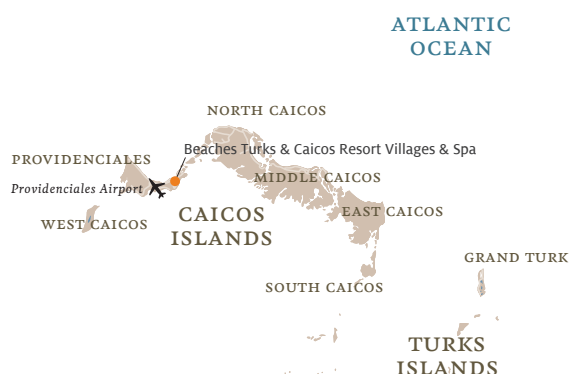 ATLANTIC
OCEAN
NORTH CAICOS
Beaches Turks & Caicos Resort Villages & Spa
PROVIDENCIALES
MIDDLE CAICOS
Providenciales Airport
WEST CAICOS
CAICOS
ISLANDS
EAST CAICOS
GRAND TURK
SOUTH CAICOS
TURKS
ISLANDS